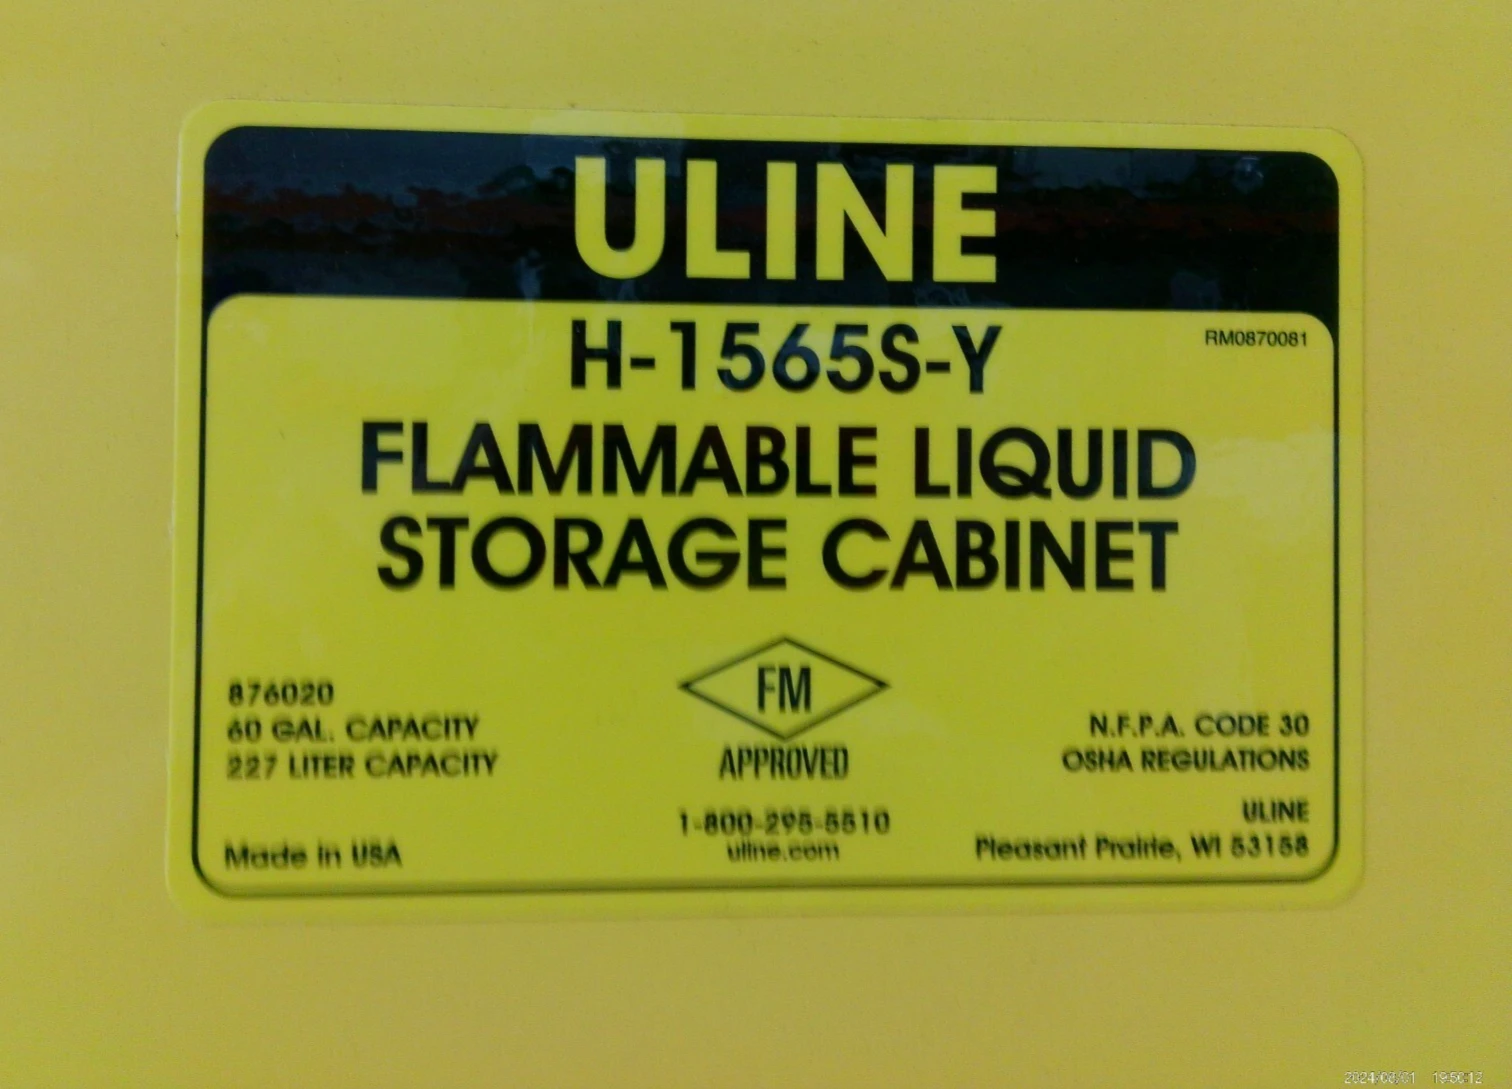 ULINE
H-1565S-Y
RM0870081
FLAMMABLE LIQUID
STORAGE CABINET
876020
60 GAL. CAPACITY
227 LITER CAPACITY
Made in USA
FM
APPROVED
1-800-295-5510
uline.com
N.F.P.A. CODE 30
OSHA REGULATIONS
ULINE
Pleasant Prairie, WI 53158